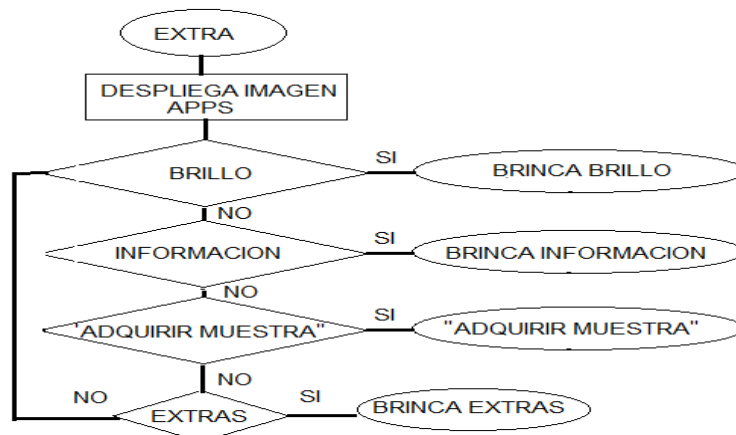 EXTRA
DESPLIEGA IMAGEN
APPS
BRILLO
SI
BRINCA BRILLO
NO
INFORMACION
SI
BRINCA INFORMACION
NO
'ADQUIRIR MUESTRA"
SI
"ADQUIRIR MUESTRA"
NO
NO
EXTRAS
SI
BRINCA EXTRAS